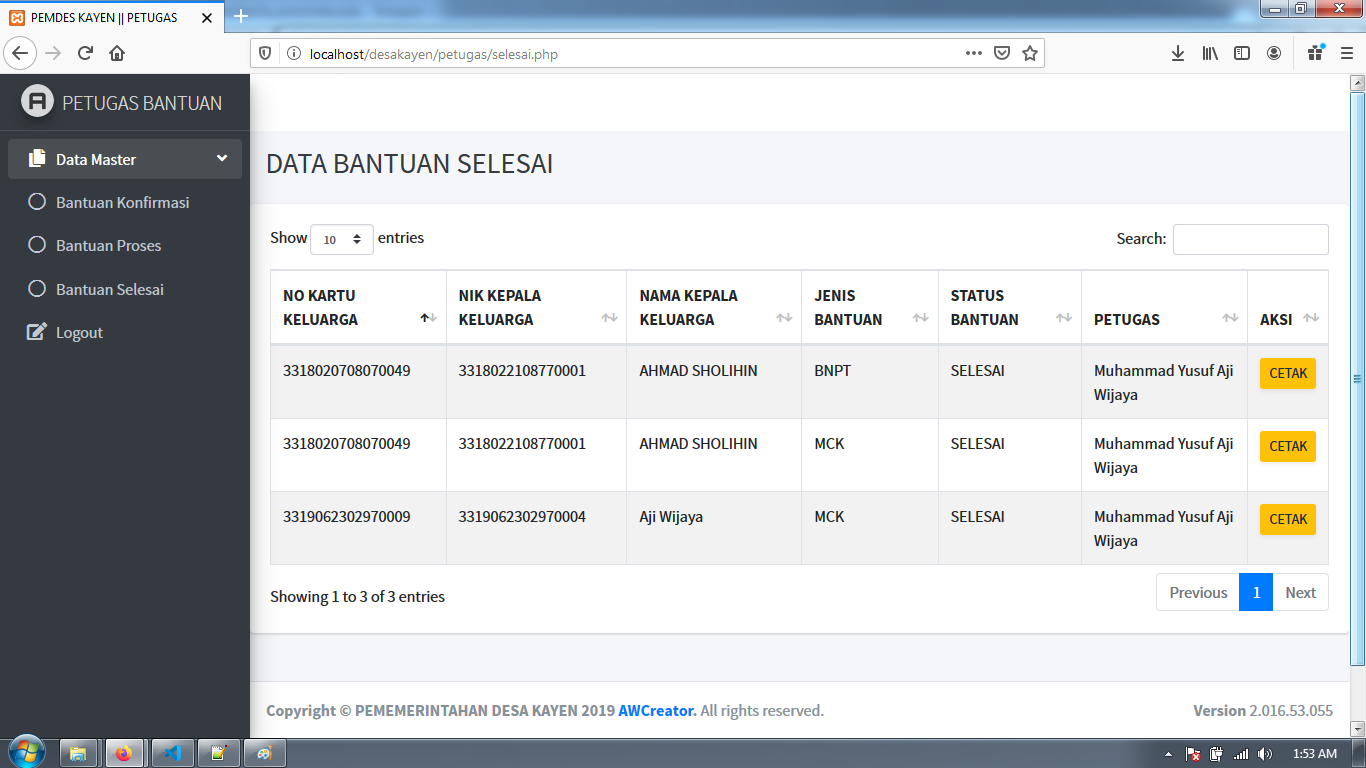 PEMDES KAYEN || PETUGAS
localhost/desakayen/petugas/selesai.php
PETUGAS BANTUAN
Data Master
Bantuan Konfirmasi
Bantuan Proses
Bantuan Selesai
Logout
DATA BANTUAN SELESAI
Show 10 entries
Search:
NO KARTU KELUARGA NIK KEPALA KELUARGA NAMA KEPALA KELUARGA JENIS BANTUAN STATUS BANTUAN PETUGAS AKSI
3318020708070049 3318022108770001 AHMAD SHOLIHIN BNPT SELESAI Muhammad Yusuf Aji Wijaya CETAK
3318020708070049 3318022108770001 AHMAD SHOLIHIN MCK SELESAI Muhammad Yusuf Aji Wijaya CETAK
3319062302970009 3319062302970004 Aji Wijaya MCK SELESAI Muhammad Yusuf Aji Wijaya CETAK
Showing 1 to 3 of 3 entries
Previous 1 Next
Copyright © PEMEMERINTAHAN DESA KAYEN 2019 AWCreator. All rights reserved.
Version 2.016.53.055
1:53 AM